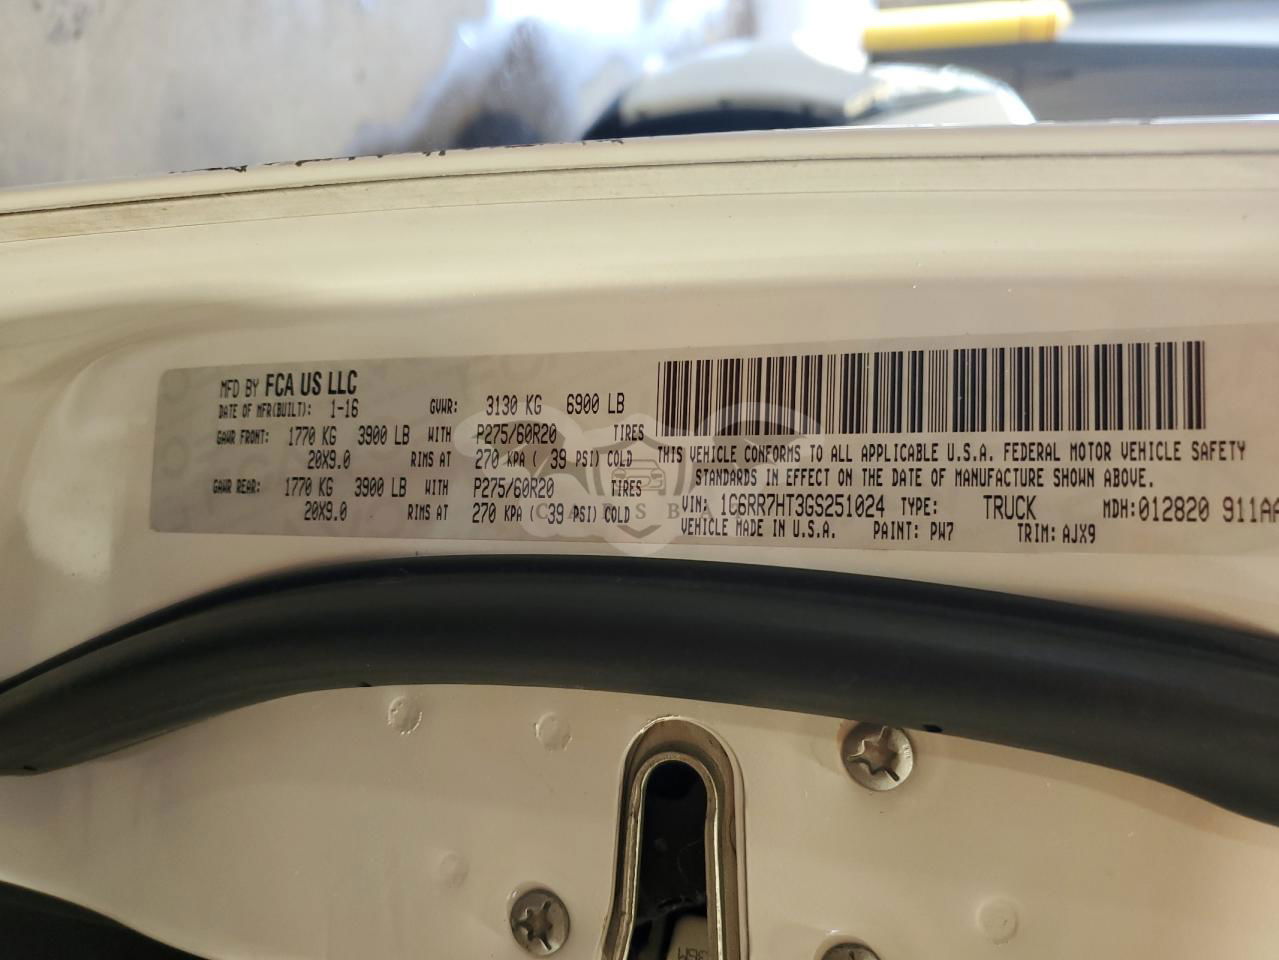 MFD BY FCA US LLC
DATE OF MFR(BUILT): 1-16 GVWR: 3130 KG 6900 LB
GAWR FRONT: 1770 KG 3900 LB WITH P275/60R20 TIRES
20X9.0 RIMS AT 270 KPA ( 39 PSI) COLD
GAWR REAR: 1770 KG 3900 LB WITH P275/60R20 TIRES
20X9.0 RIMS AT 270 KPA ( 39 PSI) COLD
THIS VEHICLE CONFORMS TO ALL APPLICABLE U.S.A. FEDERAL MOTOR VEHICLE SAFETY
STANDARDS IN EFFECT ON THE DATE OF MANUFACTURE SHOWN ABOVE.
VIN: 1C6RR7HT3GS251024 TYPE: TRUCK MDH: 012820 911AA
VEHICLE MADE IN U.S.A. PAINT: PW7 TRIM: AJX9